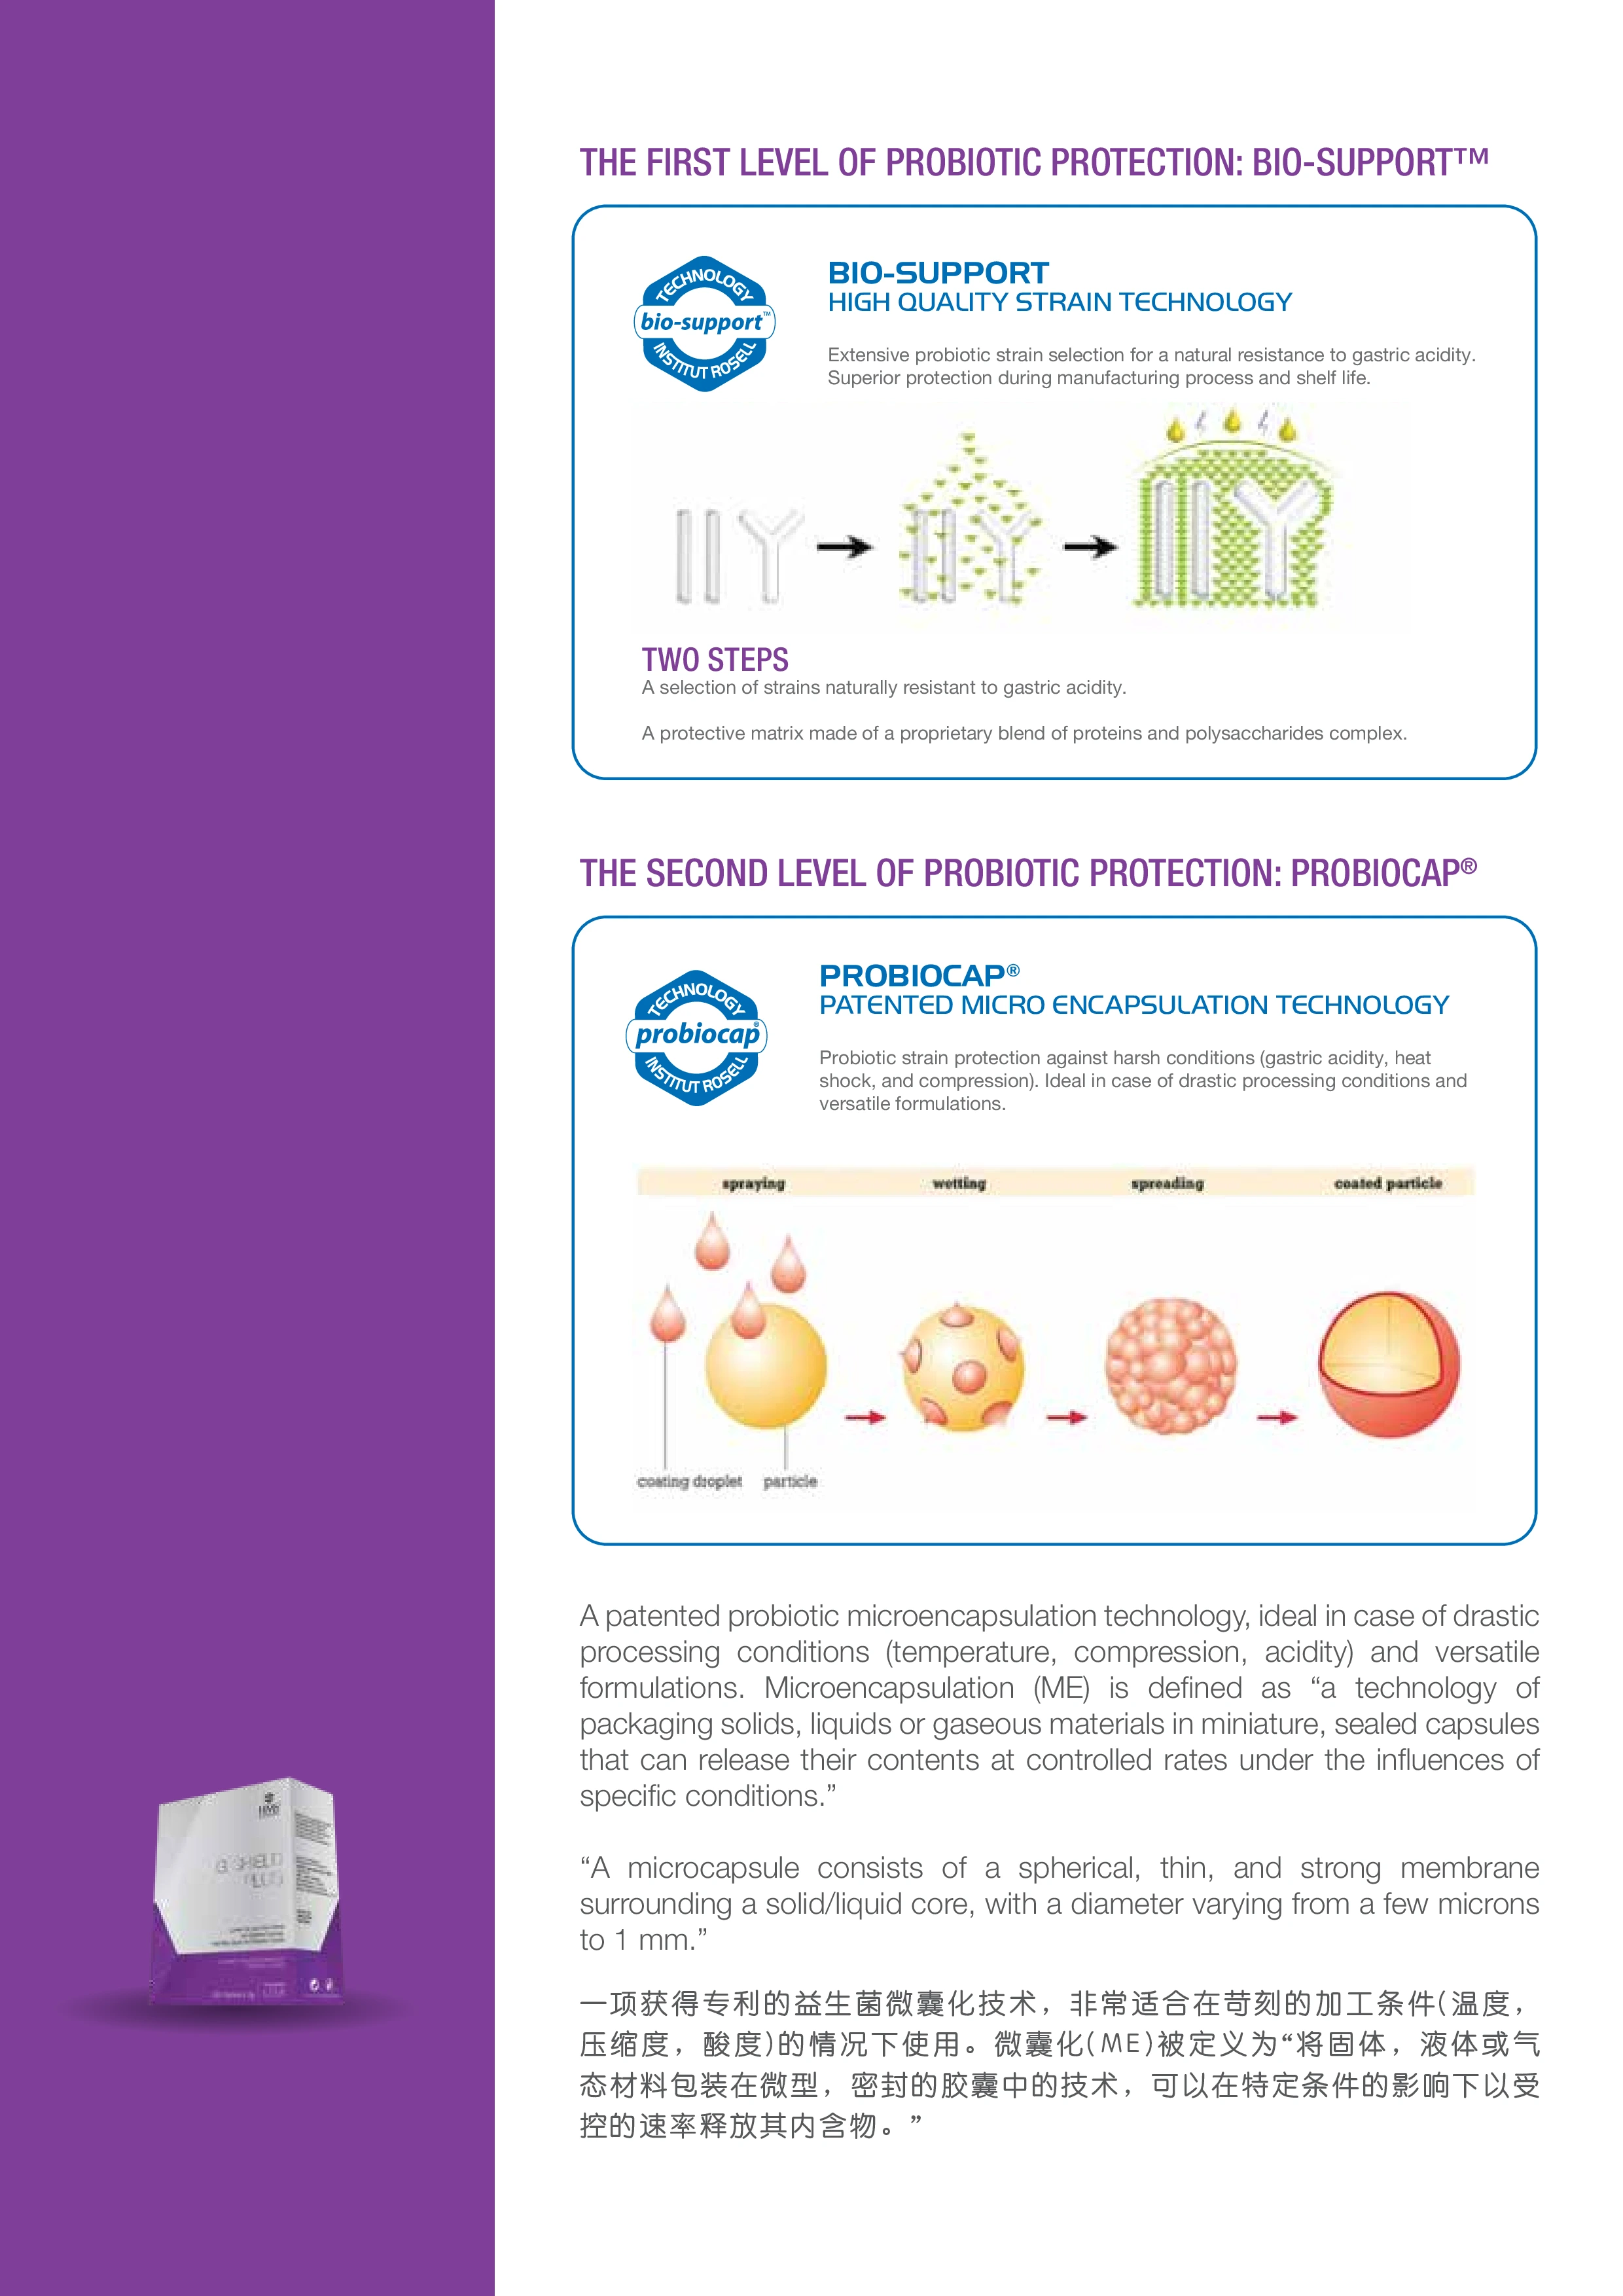 THE FIRST LEVEL OF PROBIOTIC PROTECTION: BIO-SUPPORT™
TECHNOLOGY
bio-support™
INSTITUT ROSELL
BIO-SUPPORT
HIGH QUALITY STRAIN TECHNOLOGY
Extensive probiotic strain selection for a natural resistance to gastric acidity.
Superior protection during manufacturing process and shelf life.
TWO STEPS
A selection of strains naturally resistant to gastric acidity.
A protective matrix made of a proprietary blend of proteins and polysaccharides complex.
THE SECOND LEVEL OF PROBIOTIC PROTECTION: PROBIOCAP®
TECHNOLOGY
probiocap®
INSTITUT ROSELL
PROBIOCAP®
PATENTED MICRO ENCAPSULATION TECHNOLOGY
Probiotic strain protection against harsh conditions (gastric acidity, heat
shock, and compression). Ideal in case of drastic processing conditions and
versatile formulations.
spraying wetting spreading coated particle
coating droplet particle
A patented probiotic microencapsulation technology, ideal in case of drastic
processing conditions (temperature, compression, acidity) and versatile
formulations. Microencapsulation (ME) is defined as “a technology of
packaging solids, liquids or gaseous materials in miniature, sealed capsules
that can release their contents at controlled rates under the influences of
specific conditions.”
“A microcapsule consists of a spherical, thin, and strong membrane
surrounding a solid/liquid core, with a diameter varying from a few microns
to 1 mm.”
一项获得专利的益生菌微囊化技术，非常适合在苛刻的加工条件(温度，
压缩度，酸度)的情况下使用。微囊化(ME)被定义为“将固体，液体或气
态材料包装在微型，密封的胶囊中的技术，可以在特定条件的影响下以受
控的速率释放其内含物。”
SHIELD
PLUS